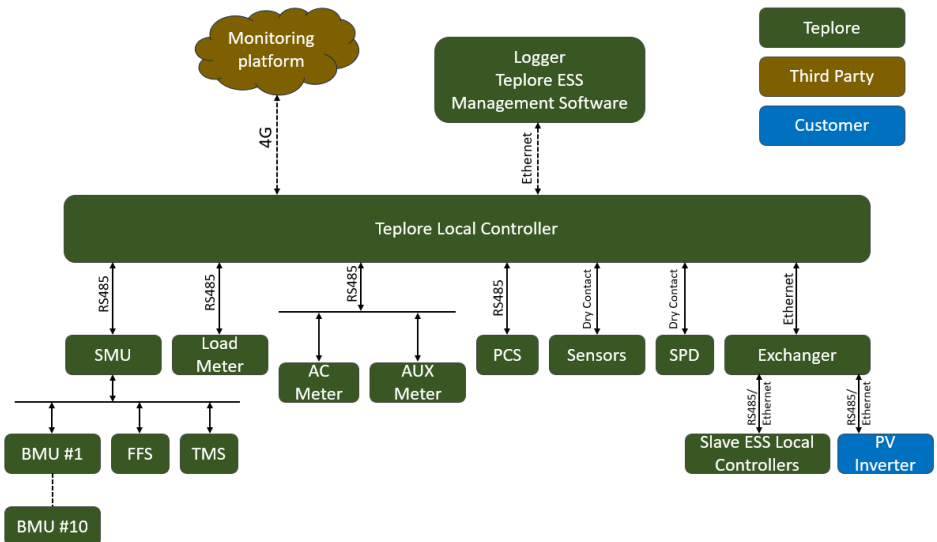 Monitoring
platform
Logger
Teplore ESS
Management Software
Teplore
Third Party
Customer
4G
Ethernet
Teplore Local Controller
RS485
RS485
RS485
RS485
Dry Contact
Dry Contact
Ethernet
SMU
Load
Meter
AC
Meter
AUX
Meter
PCS
Sensors
SPD
Exchanger
RS485/
Ethernet
RS485/
Ethernet
BMU #1
FFS
TMS
Slave ESS Local
Controllers
PV
Inverter
BMU #10